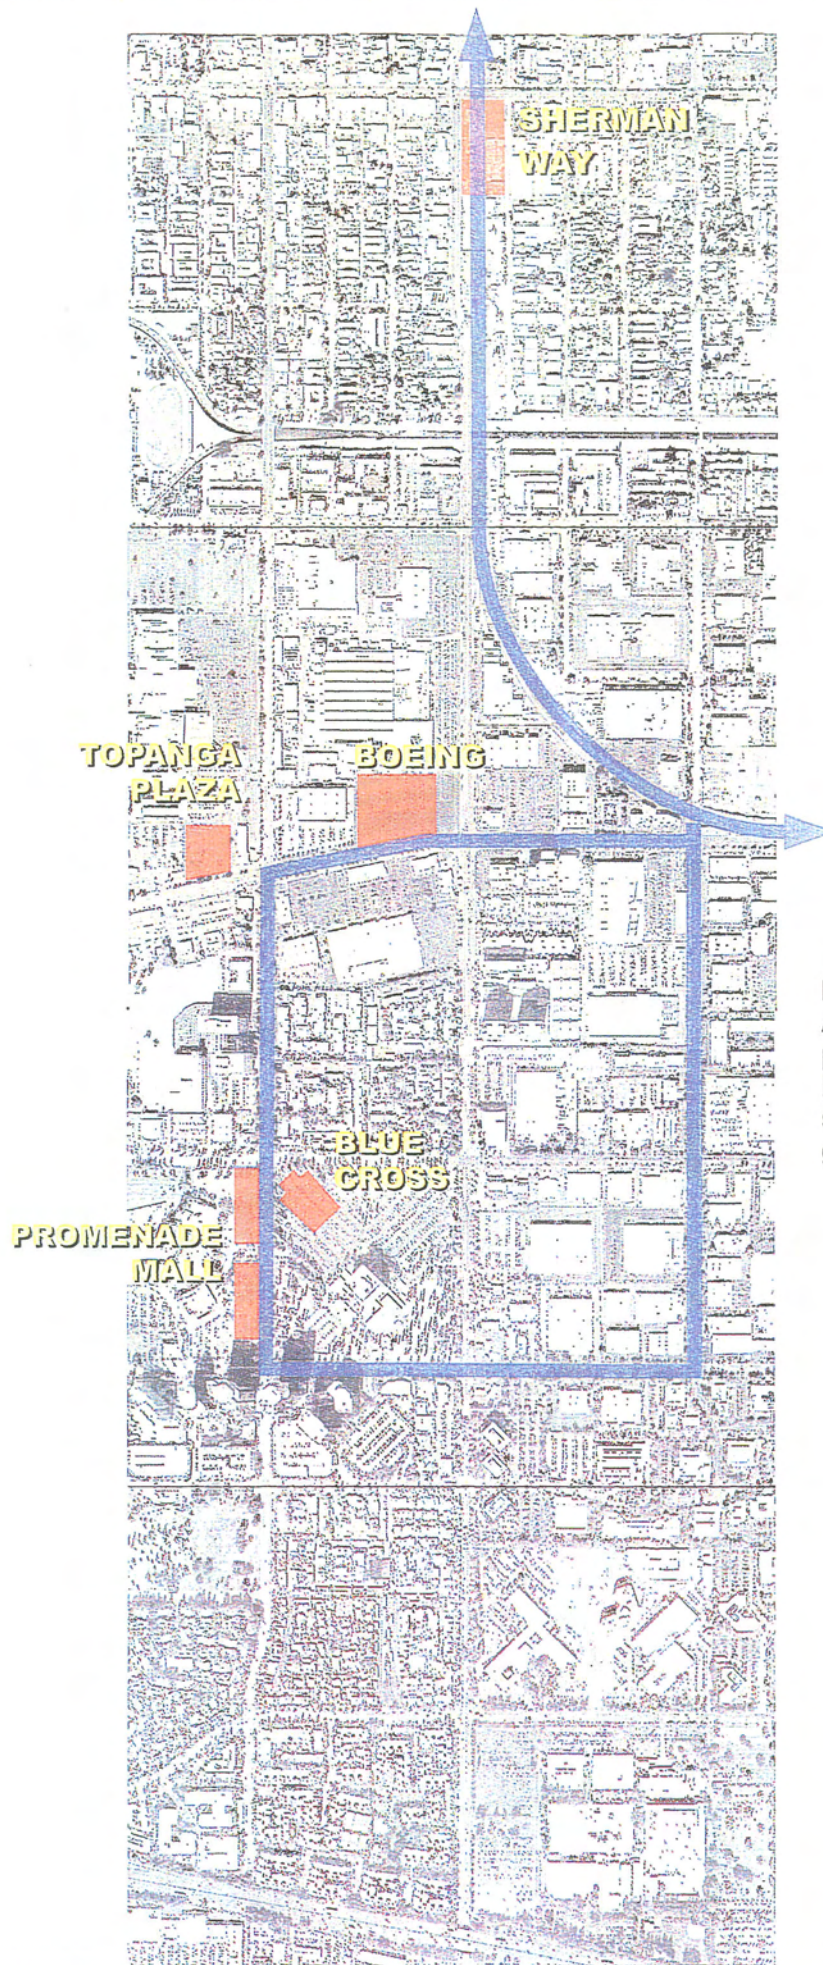 SHERMAN
WAY
TOPANGA
PLAZA
BOEING
BLUE
CROSS
PROMENADE
MALL